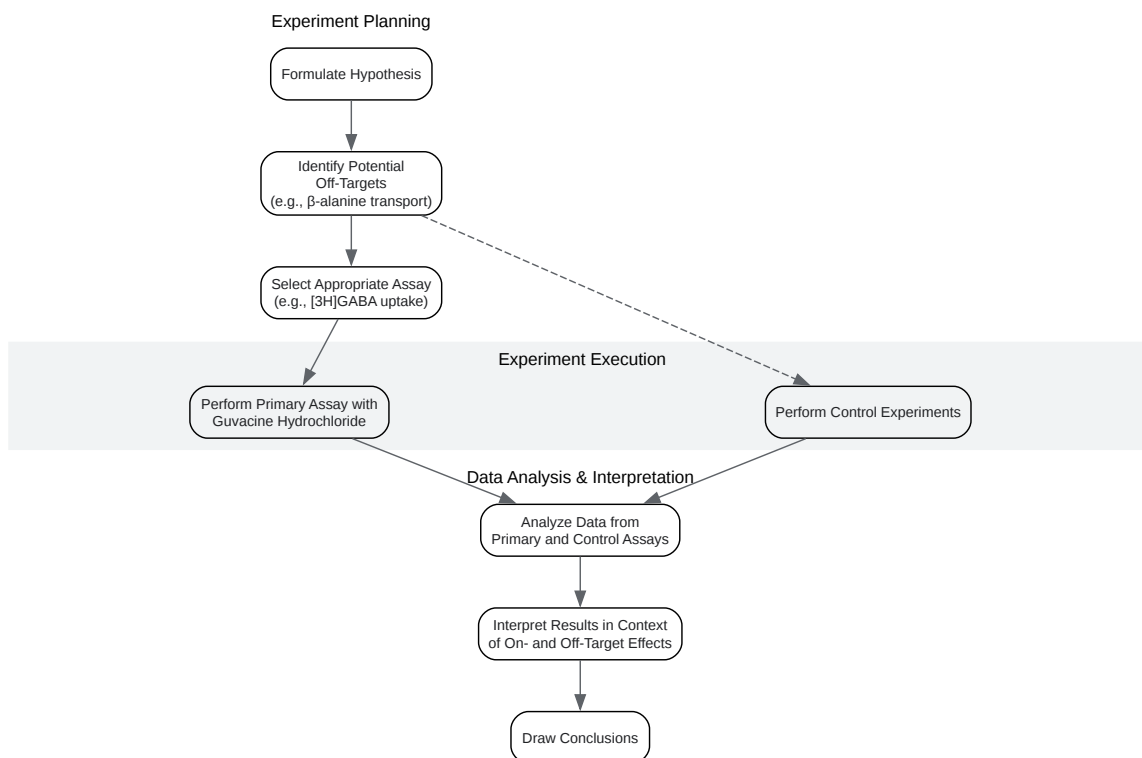 Experiment Planning
Formulate Hypothesis
Identify Potential
Off-Targets
(e.g., β-alanine transport)
Select Appropriate Assay
(e.g., [3H]GABA uptake)
Experiment Execution
Perform Primary Assay with
Guvacine Hydrochloride
Perform Control Experiments
Data Analysis & Interpretation
Analyze Data from
Primary and Control Assays
Interpret Results in Context
of On- and Off-Target Effects
Draw Conclusions